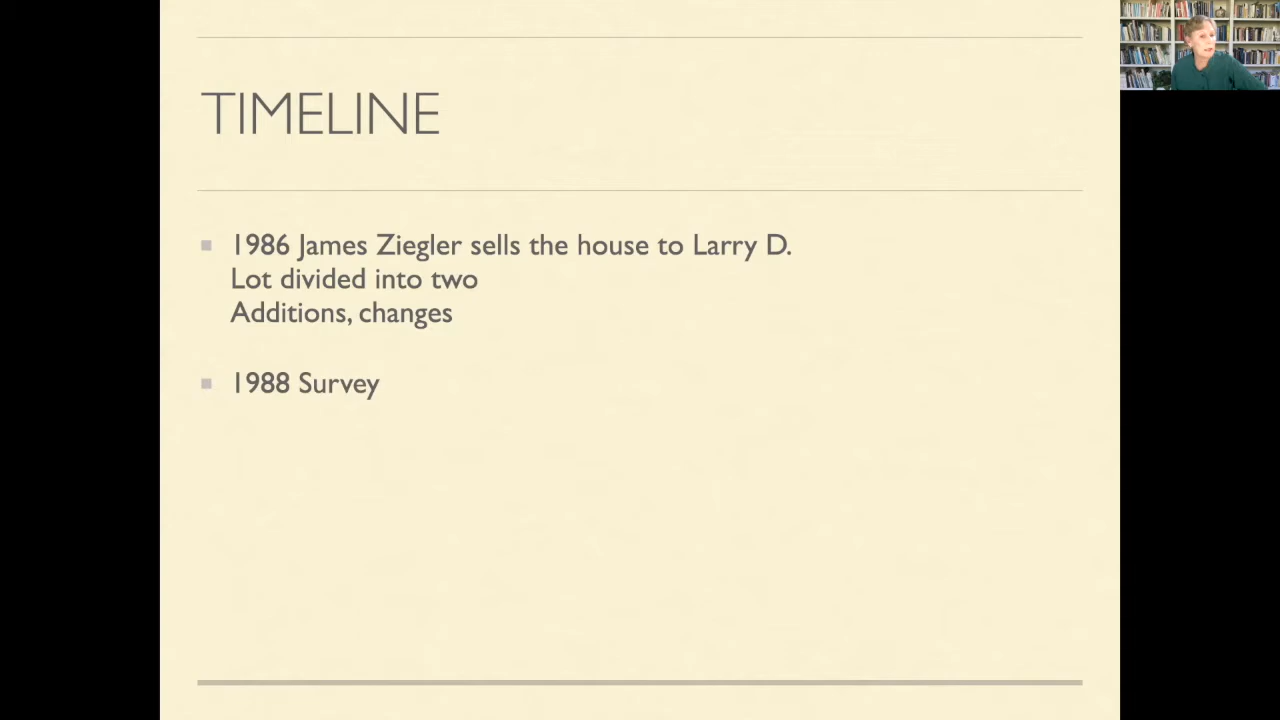 TIMELINE
1986 James Ziegler sells the house to Larry D.
Lot divided into two
Additions, changes
1988 Survey